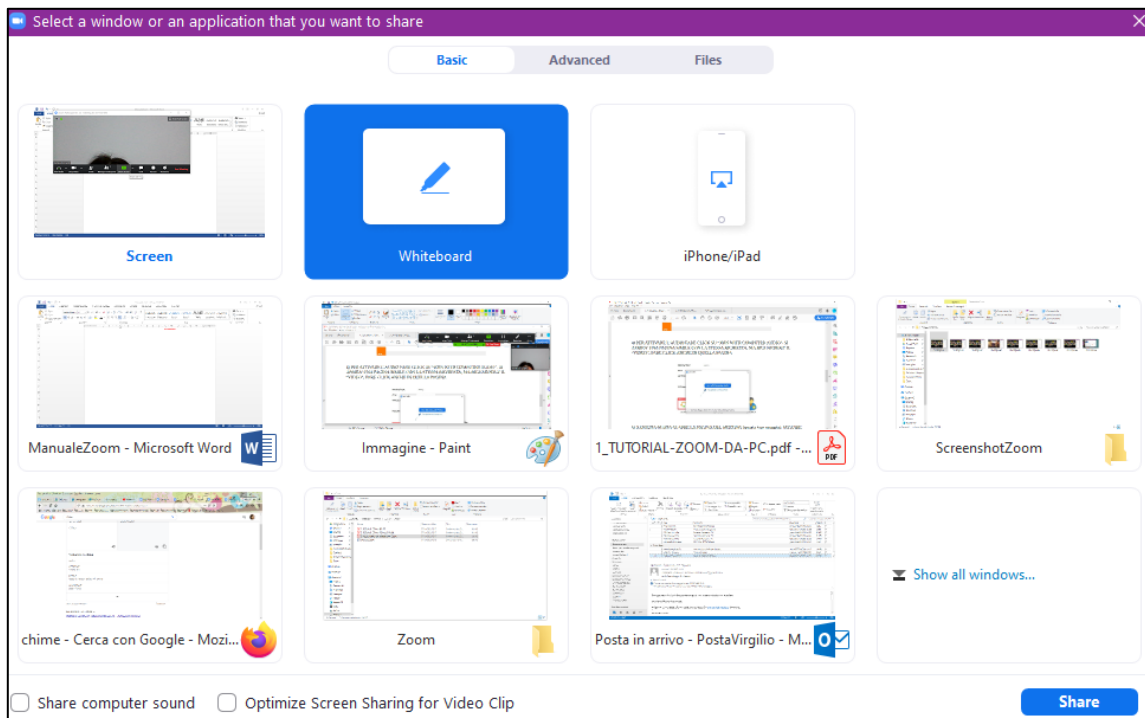 Select a window or an application that you want to share
Basic
Advanced
Files
Screen
Whiteboard
iPhone/iPad
ManualeZoom - Microsoft Word
Immagine - Paint
1_TUTORIAL-ZOOM-DA-PC.pdf -...
PDF
ScreenshotZoom
chime - Cerca con Google - Mozi...
Zoom
Posta in arrivo - PostaVirgilio - M...
Show all windows...
Share computer sound
Optimize Screen Sharing for Video Clip
Share